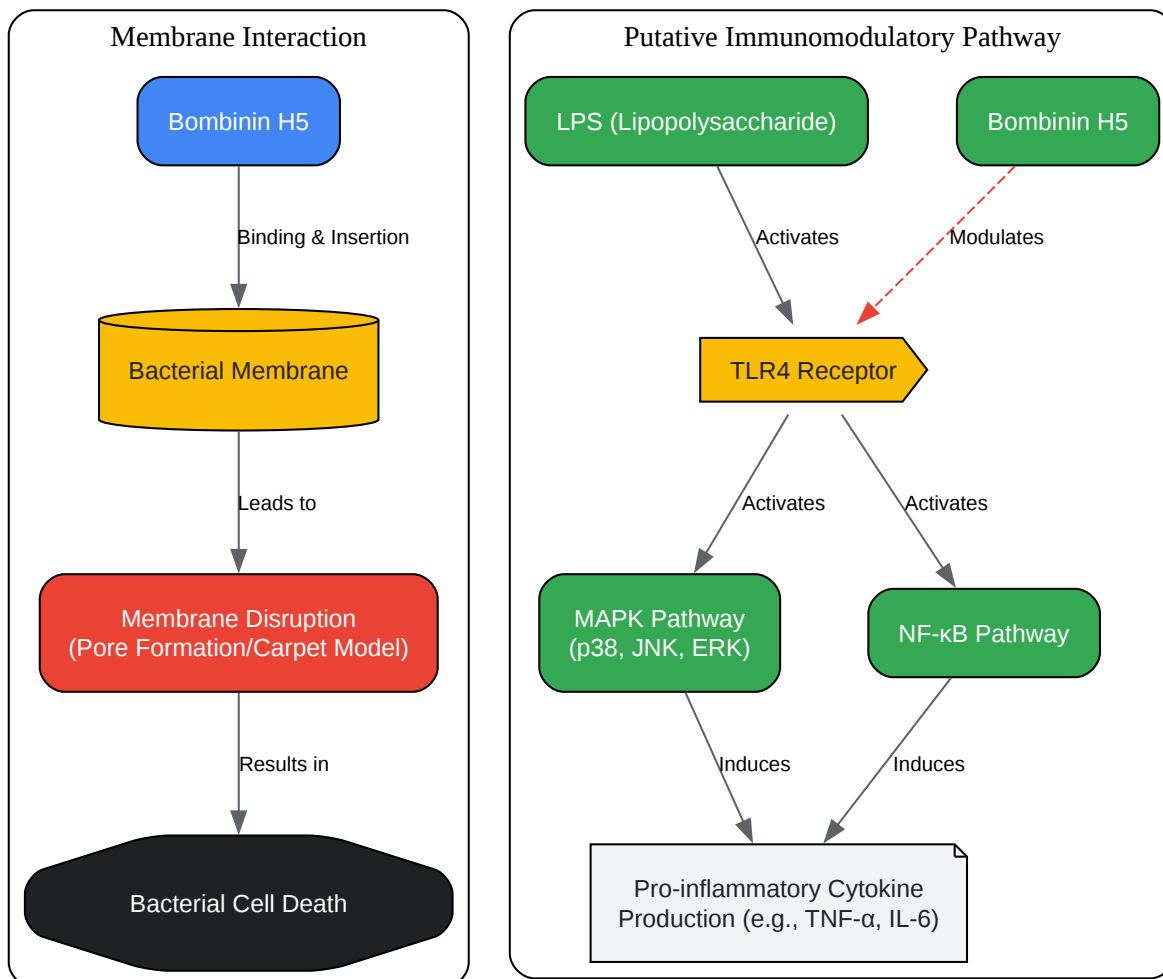 Membrane Interaction
Bombinin H5
Binding & Insertion
Bacterial Membrane
Leads to
Membrane Disruption
(Pore Formation/Carpet Model)
Results in
Bacterial Cell Death
Putative Immunomodulatory Pathway
LPS (Lipopolysaccharide)
Bombinin H5
Activates
Modulates
TLR4 Receptor
Activates
Activates
MAPK Pathway
(p38, JNK, ERK)
NF-κB Pathway
Induces
Induces
Pro-inflammatory Cytokine
Production (e.g., TNF-α, IL-6)